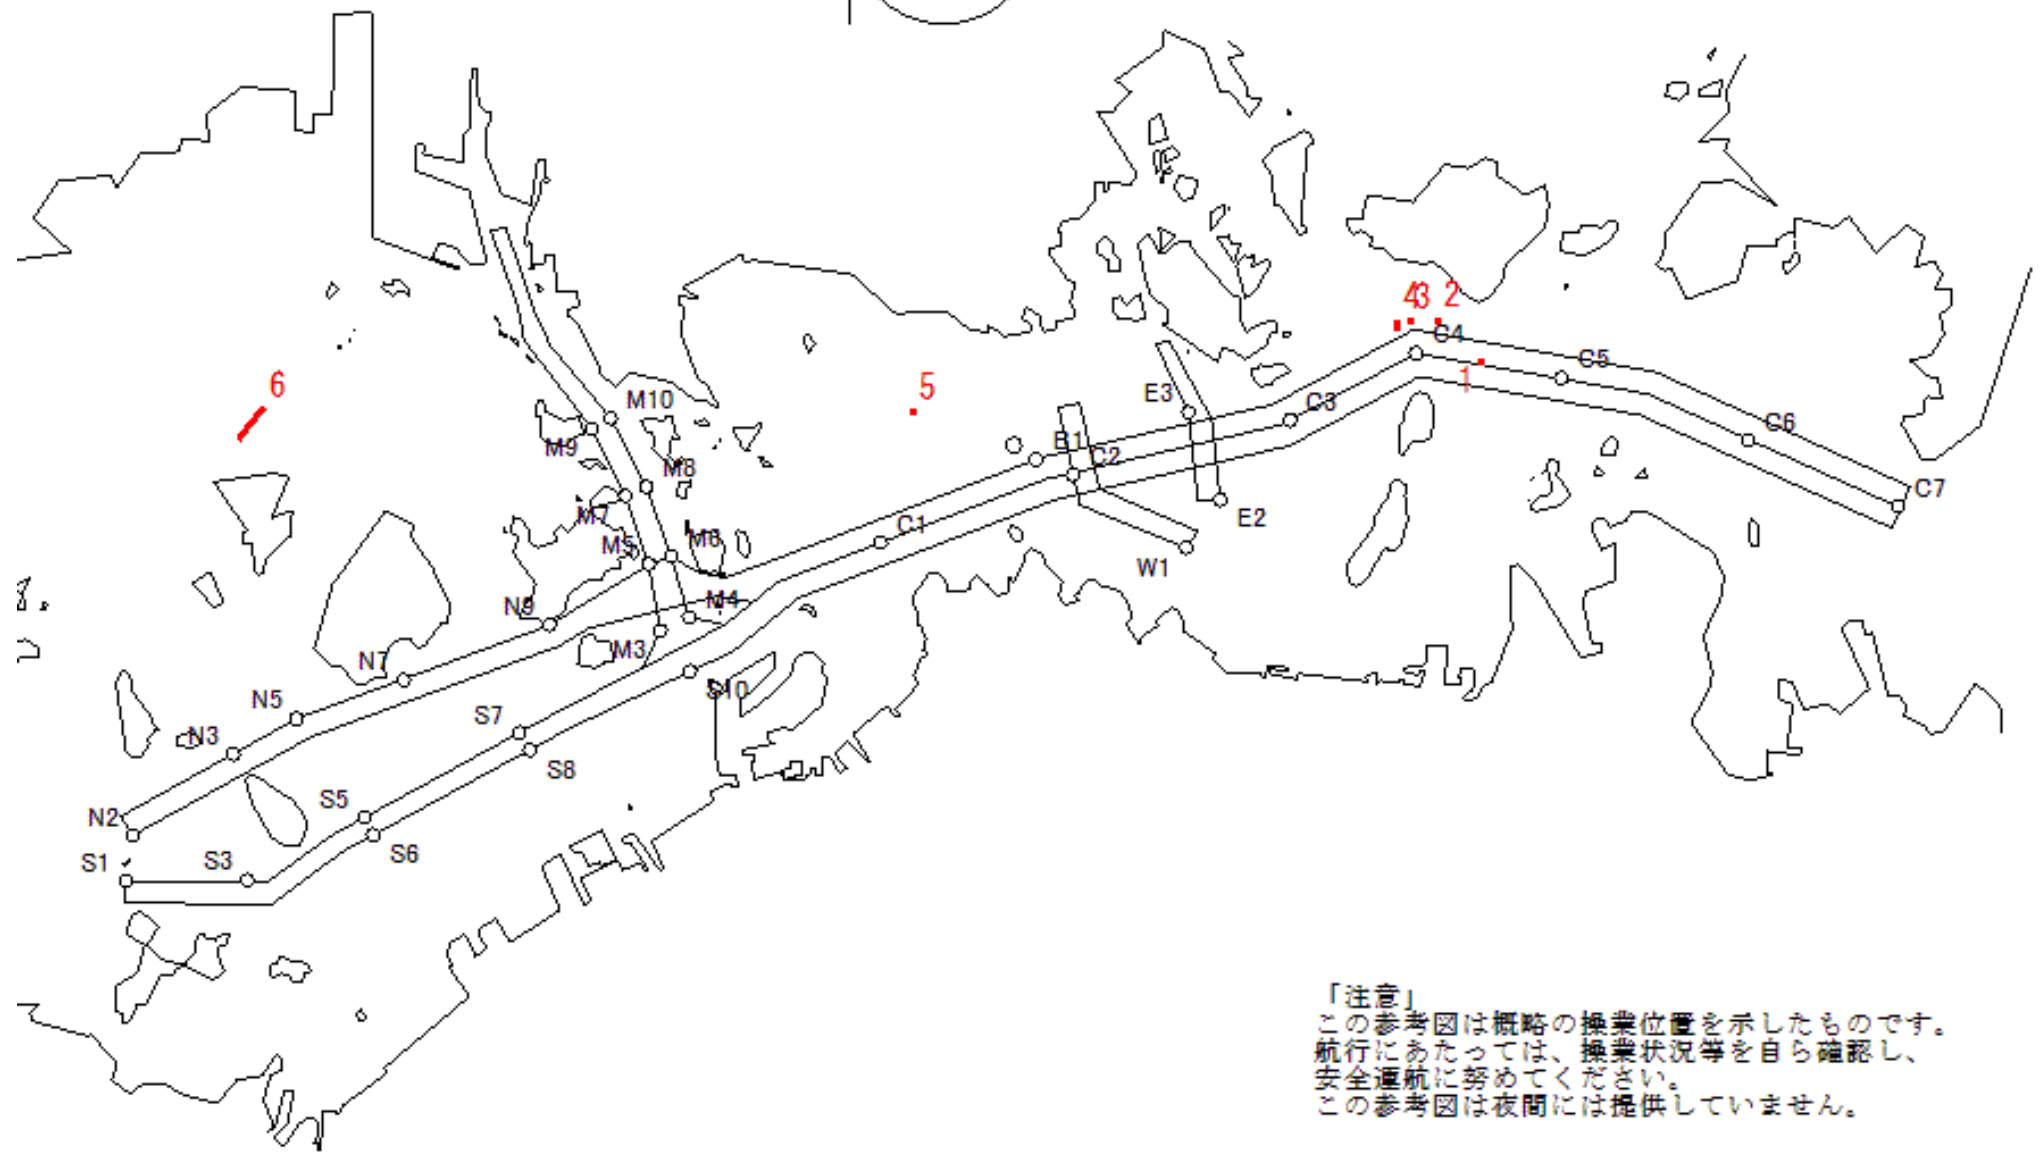 43
2
C4
C5
1
6
5
M10
E3
C3
C6
M9
B1
C2
M8
C7
M7
C1
E2
M5
M6
W1
N9
M4
N7
M3
N5
S10
N3
S7
S8
N2
S5
S1
S3
S6
「注意」
この参考図は概略の操業位置を示したものです。
航行にあたっては、操業状況等を自ら確認し、
安全運航に努めてください。
この参考図は夜間には提供していません。